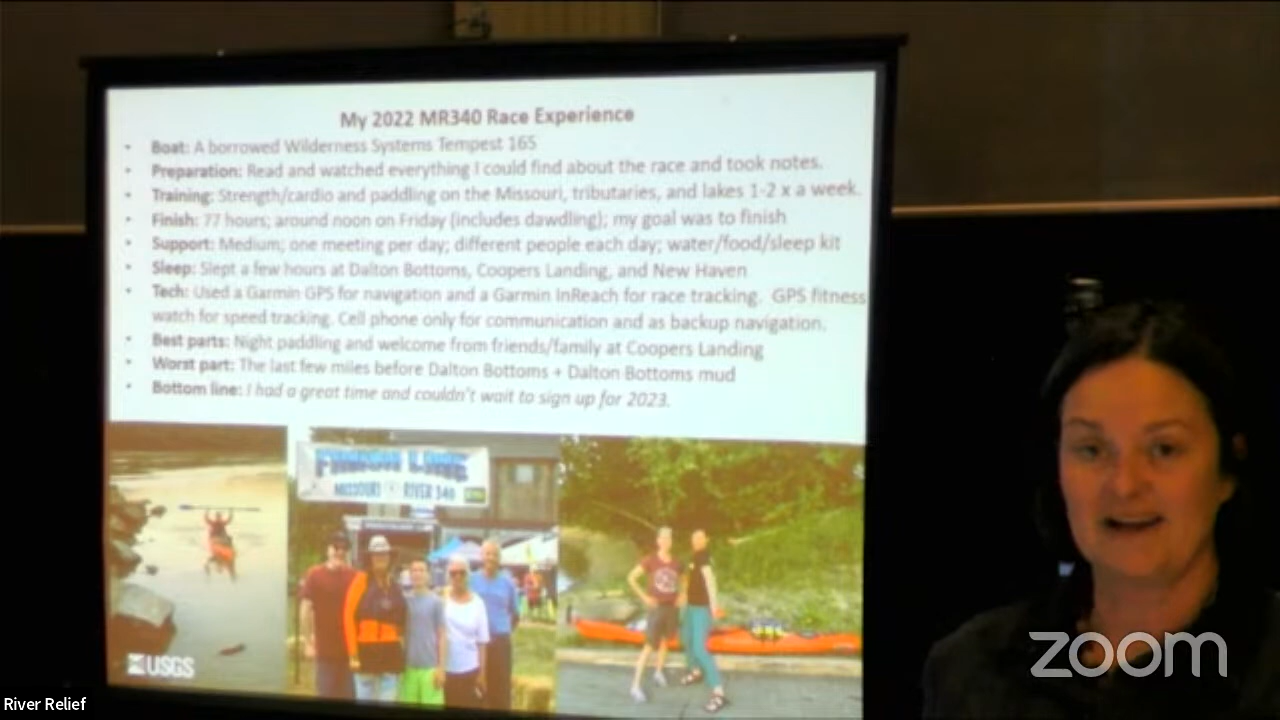 My 2022 MR340 Race Experience
• Boat: A borrowed Wilderness Systems Tempest 165
• Preparation: Read and watched everything I could find about the race and took notes.
• Training: Strength/cardio and paddling on the Missouri, tributaries, and lakes 1-2 x a week.
• Finish: 77 hours; around noon on Friday (includes dawdling); my goal was to finish
• Support: Medium; one meeting per day; different people each day; water/food/sleep kit
• Sleep: Slept a few hours at Dalton Bottoms, Coopers Landing, and New Haven
• Tech: Used a Garmin GPS for navigation and a Garmin InReach for race tracking. GPS fitness
watch for speed tracking. Cell phone only for communication and as backup navigation.
• Best parts: Night paddling and welcome from friends/family at Coopers Landing
• Worst part: The last few miles before Dalton Bottoms + Dalton Bottoms mud
• Bottom line: I had a great time and couldn't wait to sign up for 2023.
FINISH LINE
MISSOURI RIVER 340
USGS
zoom
River Relief